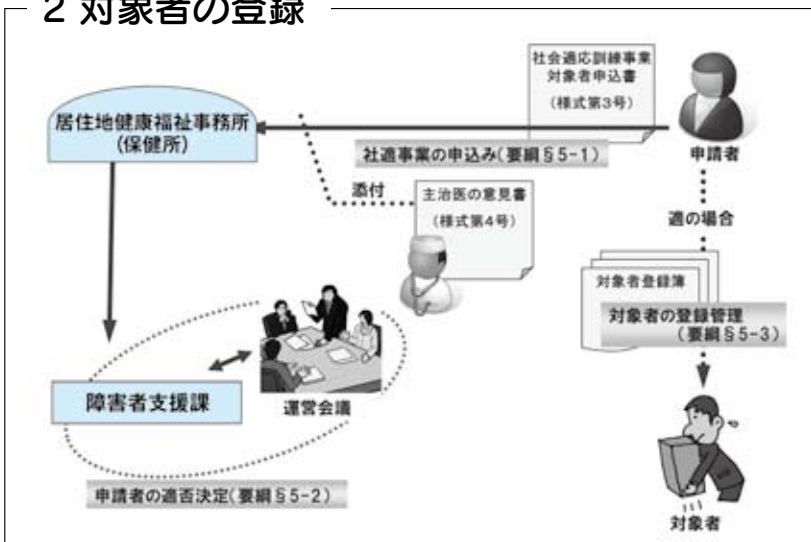 2 対象者の登録
社会適応訓練事業
対象者申込書
(様式第3号)
居住地健康福祉事務所
(保健所)
社適事業の申込み(要綱§5-1)
申請者
添付
主治医の意見書
(様式第4号)
適の場合
対象者登録簿
対象者の登録管理
(要綱§5-3)
障害者支援課
運営会議
申請者の適否決定(要綱§5-2)
対象者